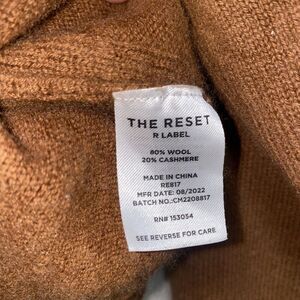 THE RESET
R LABEL
80% WOOL
20% CASHMERE
MADE IN CHINA
RE817
MFR DATE: 08/2022
BATCH NO.:CM2208817
RN# 153054
SEE REVERSE FOR CARE